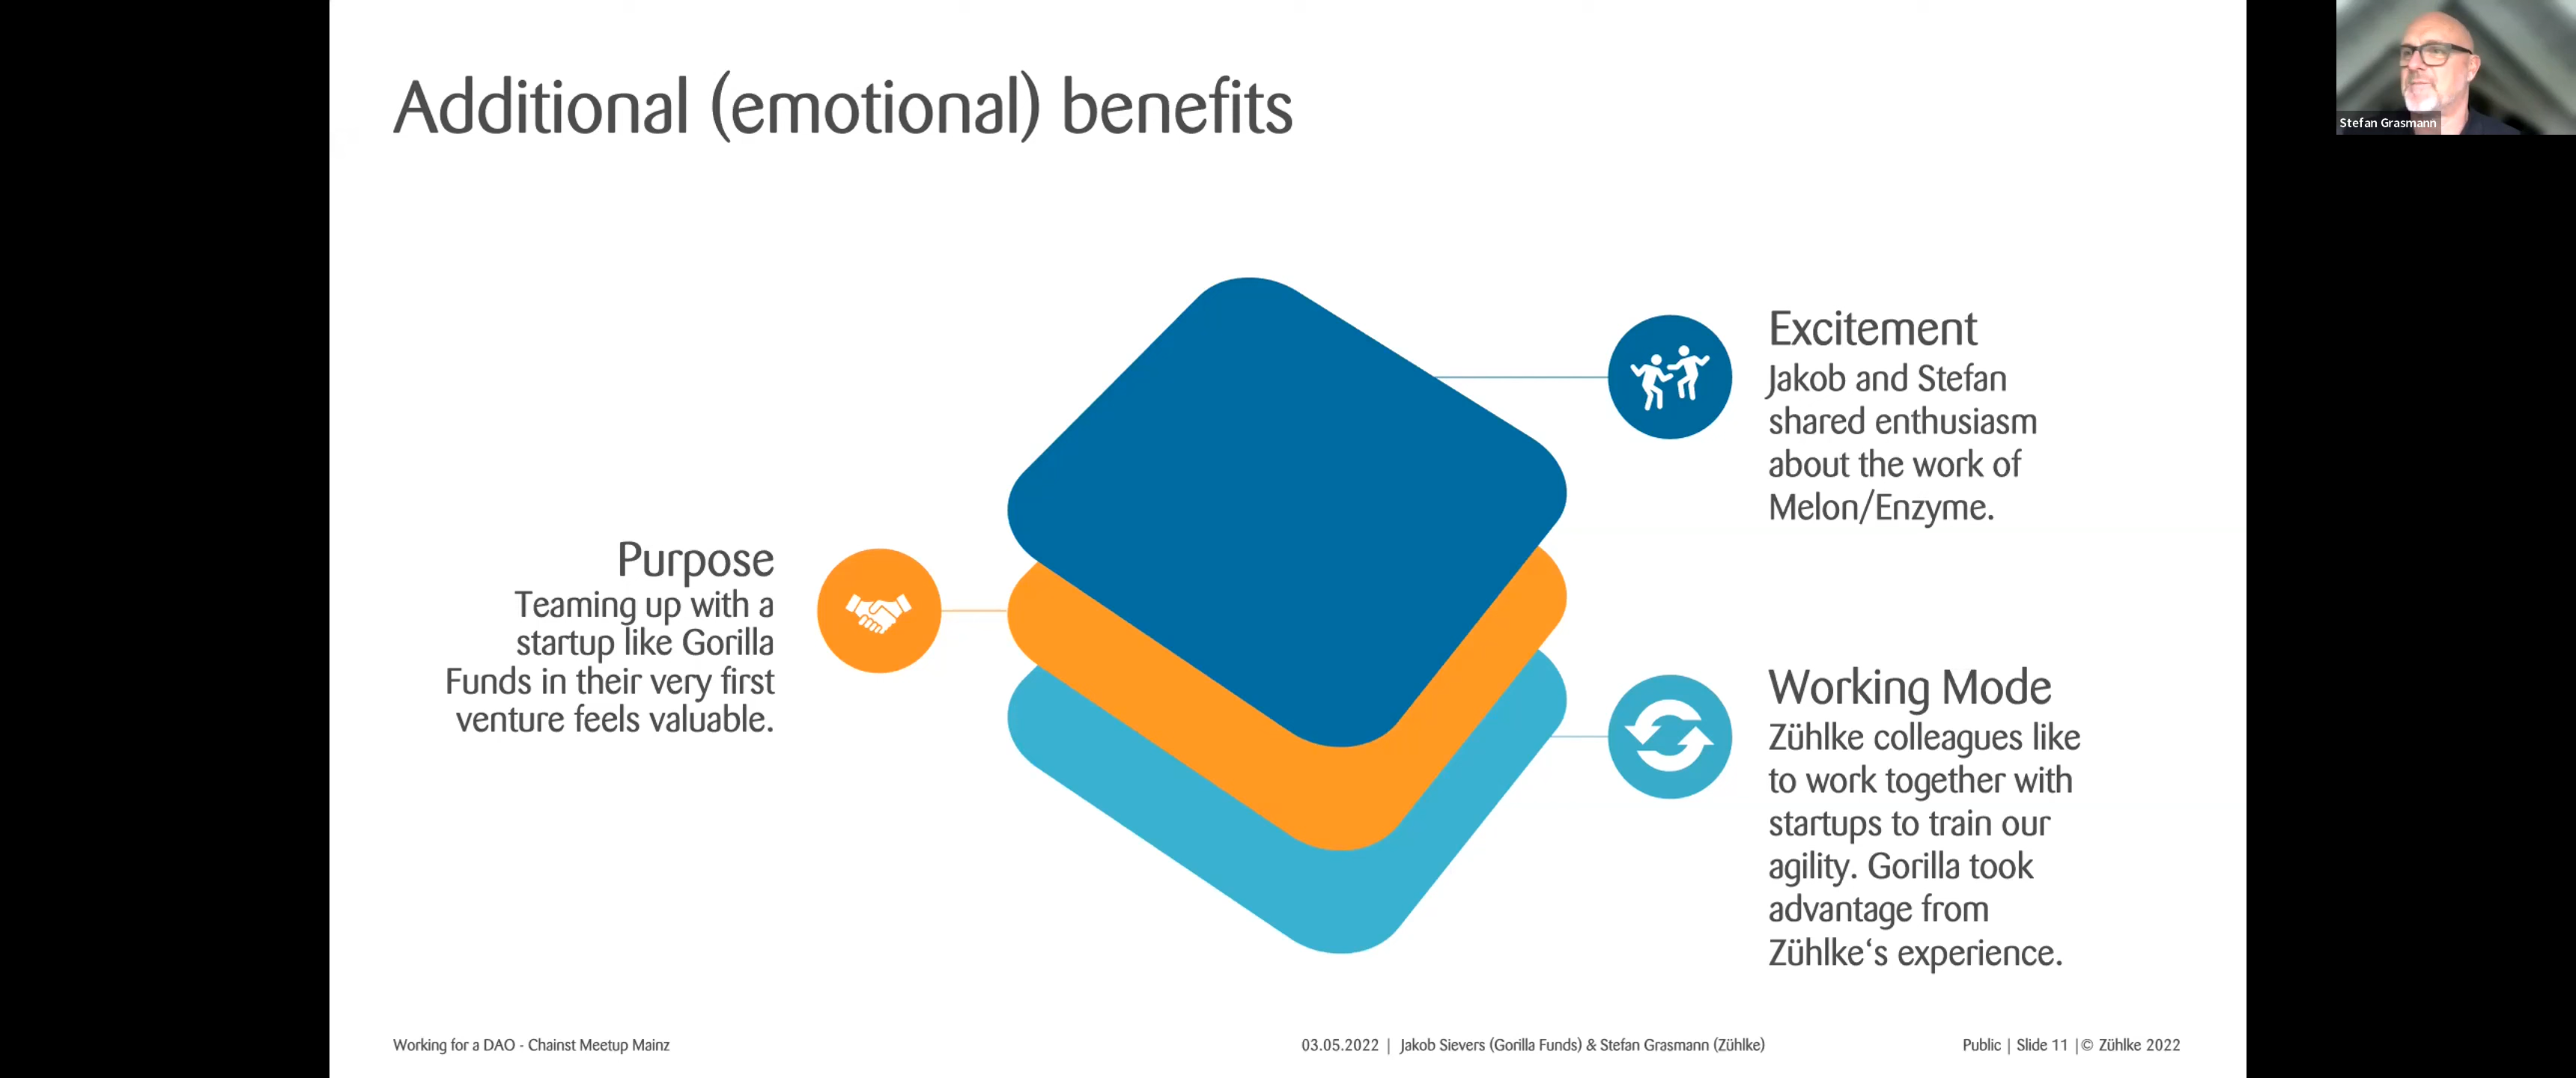 Additional (emotional) benefits
Stefan Grasmann
Excitement
Jakob and Stefan
shared enthusiasm
about the work of
Melon/Enzyme.
Purpose
Teaming up with a
startup like Gorilla
Funds in their very first
venture feels valuable.
Working Mode
Zühlke colleagues like
to work together with
startups to train our
agility. Gorilla took
advantage from
Zühlke‘s experience.
Working for a DAO - Chainst Meetup Mainz
03.05.2022 | Jakob Sievers (Gorilla Funds) & Stefan Grasmann (Zühlke)
Public | Slide 11 |© Zühlke 2022